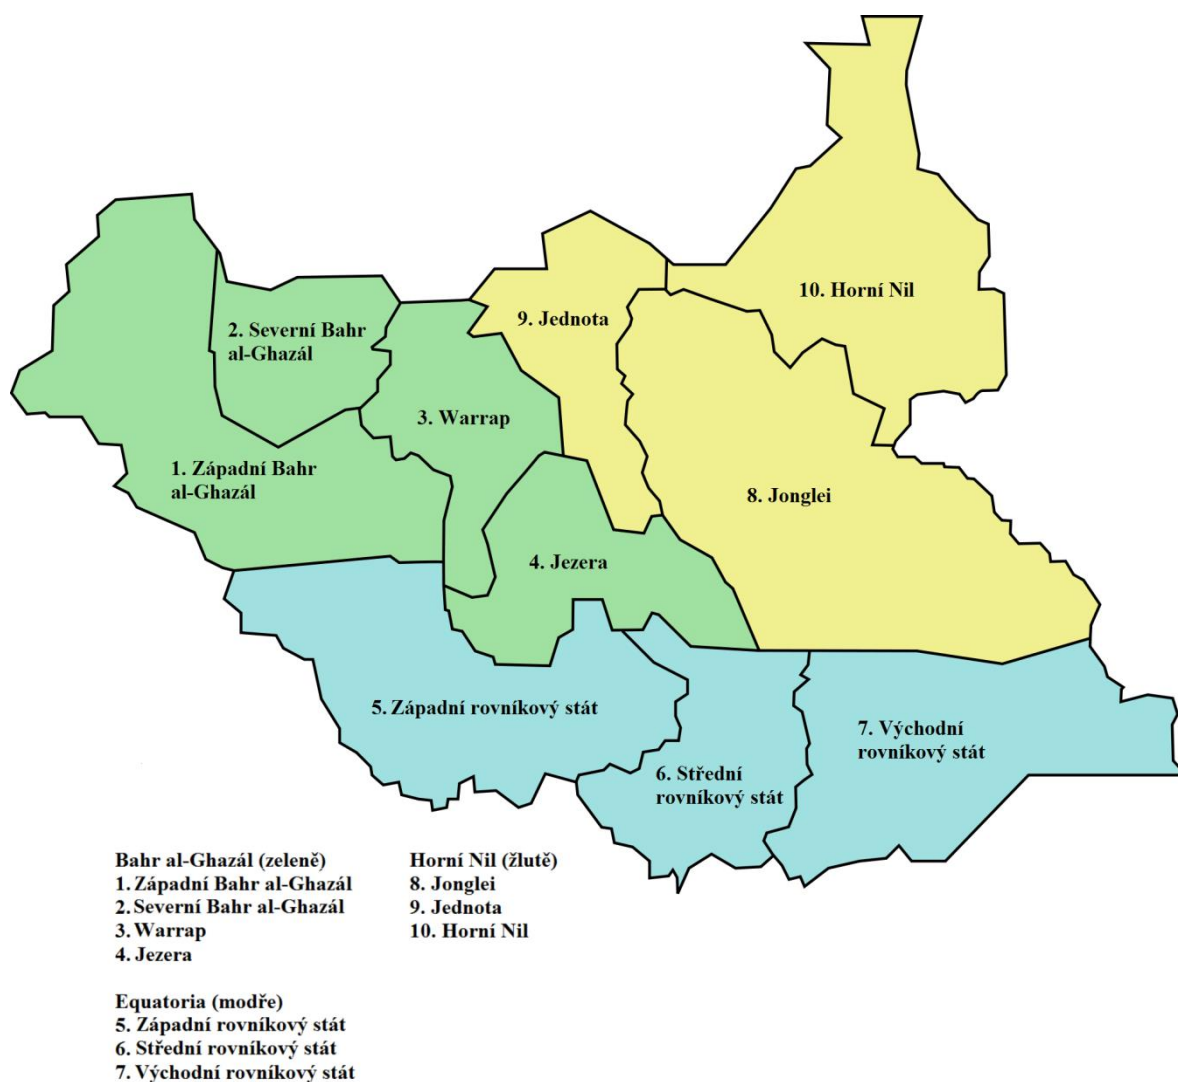 10. Horní Nil
9. Jednota
2. Severní Bahr
al-Ghazál
3. Warrap
1. Západní Bahr
al-Ghazál
8. Jonglei
4. Jezera
5. Západní rovníkový stát
7. Východní
rovníkový stát
6. Střední
rovníkový stát
Bahr al-Ghazál (zeleně)
1. Západní Bahr al-Ghazál
2. Severní Bahr al-Ghazál
3. Warrap
4. Jezera
Horní Nil (žlutě)
8. Jonglei
9. Jednota
10. Horní Nil
Equatoria (modře)
5. Západní rovníkový stát
6. Střední rovníkový stát
7. Východní rovníkový stát